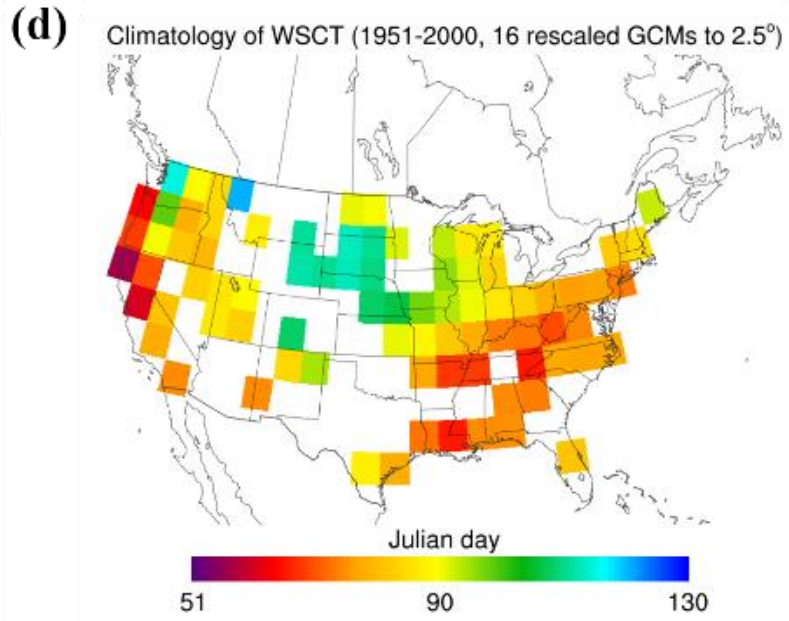 (d)
Climatology of WSCT (1951-2000, 16 rescaled GCMs to 2.5°)
Julian day
51 90 130